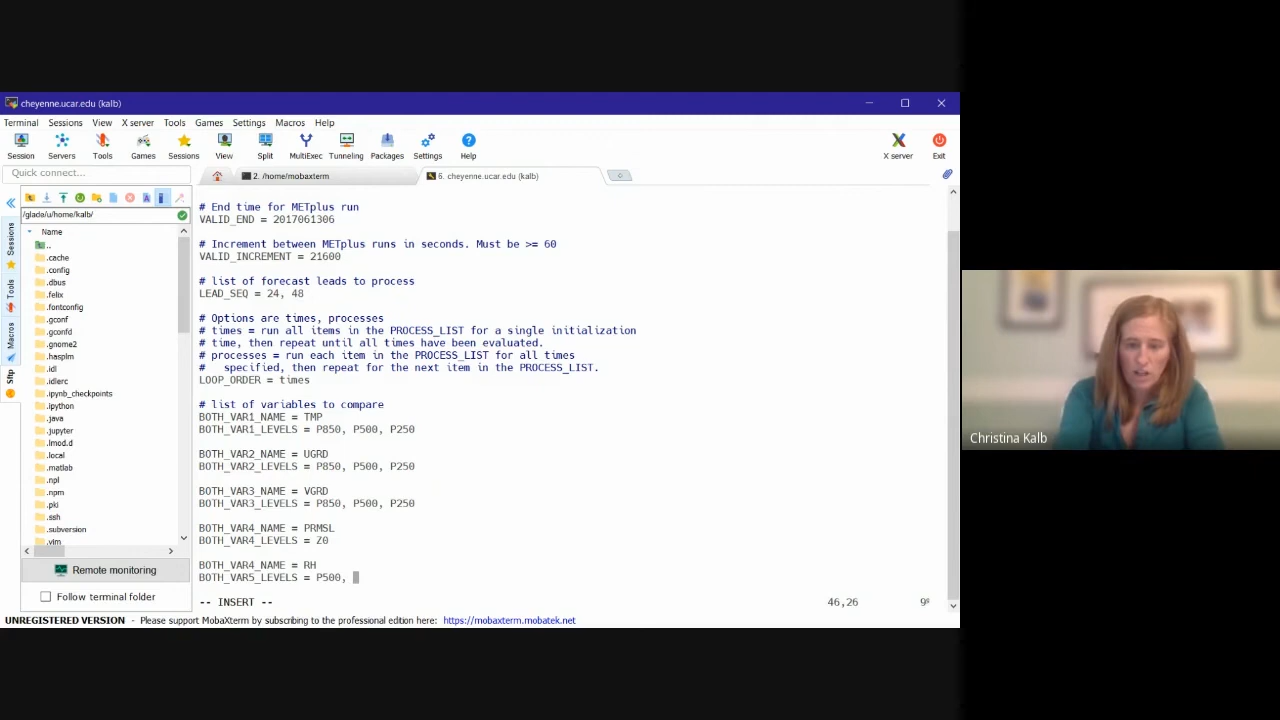 cheyenne.ucar.edu (kalb)
Terminal Sessions View X server Tools Games Settings Macros Help
Session Servers Tools Games Sessions View Split MultiExec Tunneling Packages Settings Help X server Exit
Quick connect...
2. /home/mobaxterm
6. cheyenne.ucar.edu (kalb)
/glade/u/home/kalb/
Name
..
.cache
.config
.dbus
.felix
.fontconfig
.gconf
.gconfd
.gnome2
.hasplm
.idl
.idlerc
.ipynb_checkpoints
.ipython
.java
.jupyter
.lmod.d
.local
.matlab
.npl
.npm
.pki
.ssh
.subversion
.vim
Sessions
Tools
Macros
Sftp
Remote monitoring
Follow terminal folder
# End time for METplus run
VALID_END = 2017061306
# Increment between METplus runs in seconds. Must be >= 60
VALID_INCREMENT = 21600
# list of forecast leads to process
LEAD_SEQ = 24, 48
# Options are times, processes
# times = run all items in the PROCESS_LIST for a single initialization
# time, then repeat until all times have been evaluated.
# processes = run each item in the PROCESS_LIST for all times
#   specified, then repeat for the next item in the PROCESS_LIST.
LOOP_ORDER = times
# list of variables to compare
BOTH_VAR1_NAME = TMP
BOTH_VAR1_LEVELS = P850, P500, P250
BOTH_VAR2_NAME = UGRD
BOTH_VAR2_LEVELS = P850, P500, P250
BOTH_VAR3_NAME = VGRD
BOTH_VAR3_LEVELS = P850, P500, P250
BOTH_VAR4_NAME = PRMSL
BOTH_VAR4_LEVELS = Z0
BOTH_VAR4_NAME = RH
BOTH_VAR5_LEVELS = P500,
-- INSERT --
46,26
UNREGISTERED VERSION - Please support MobaXterm by subscribing to the professional edition here: https://mobaxterm.mobatek.net
Christina Kalb